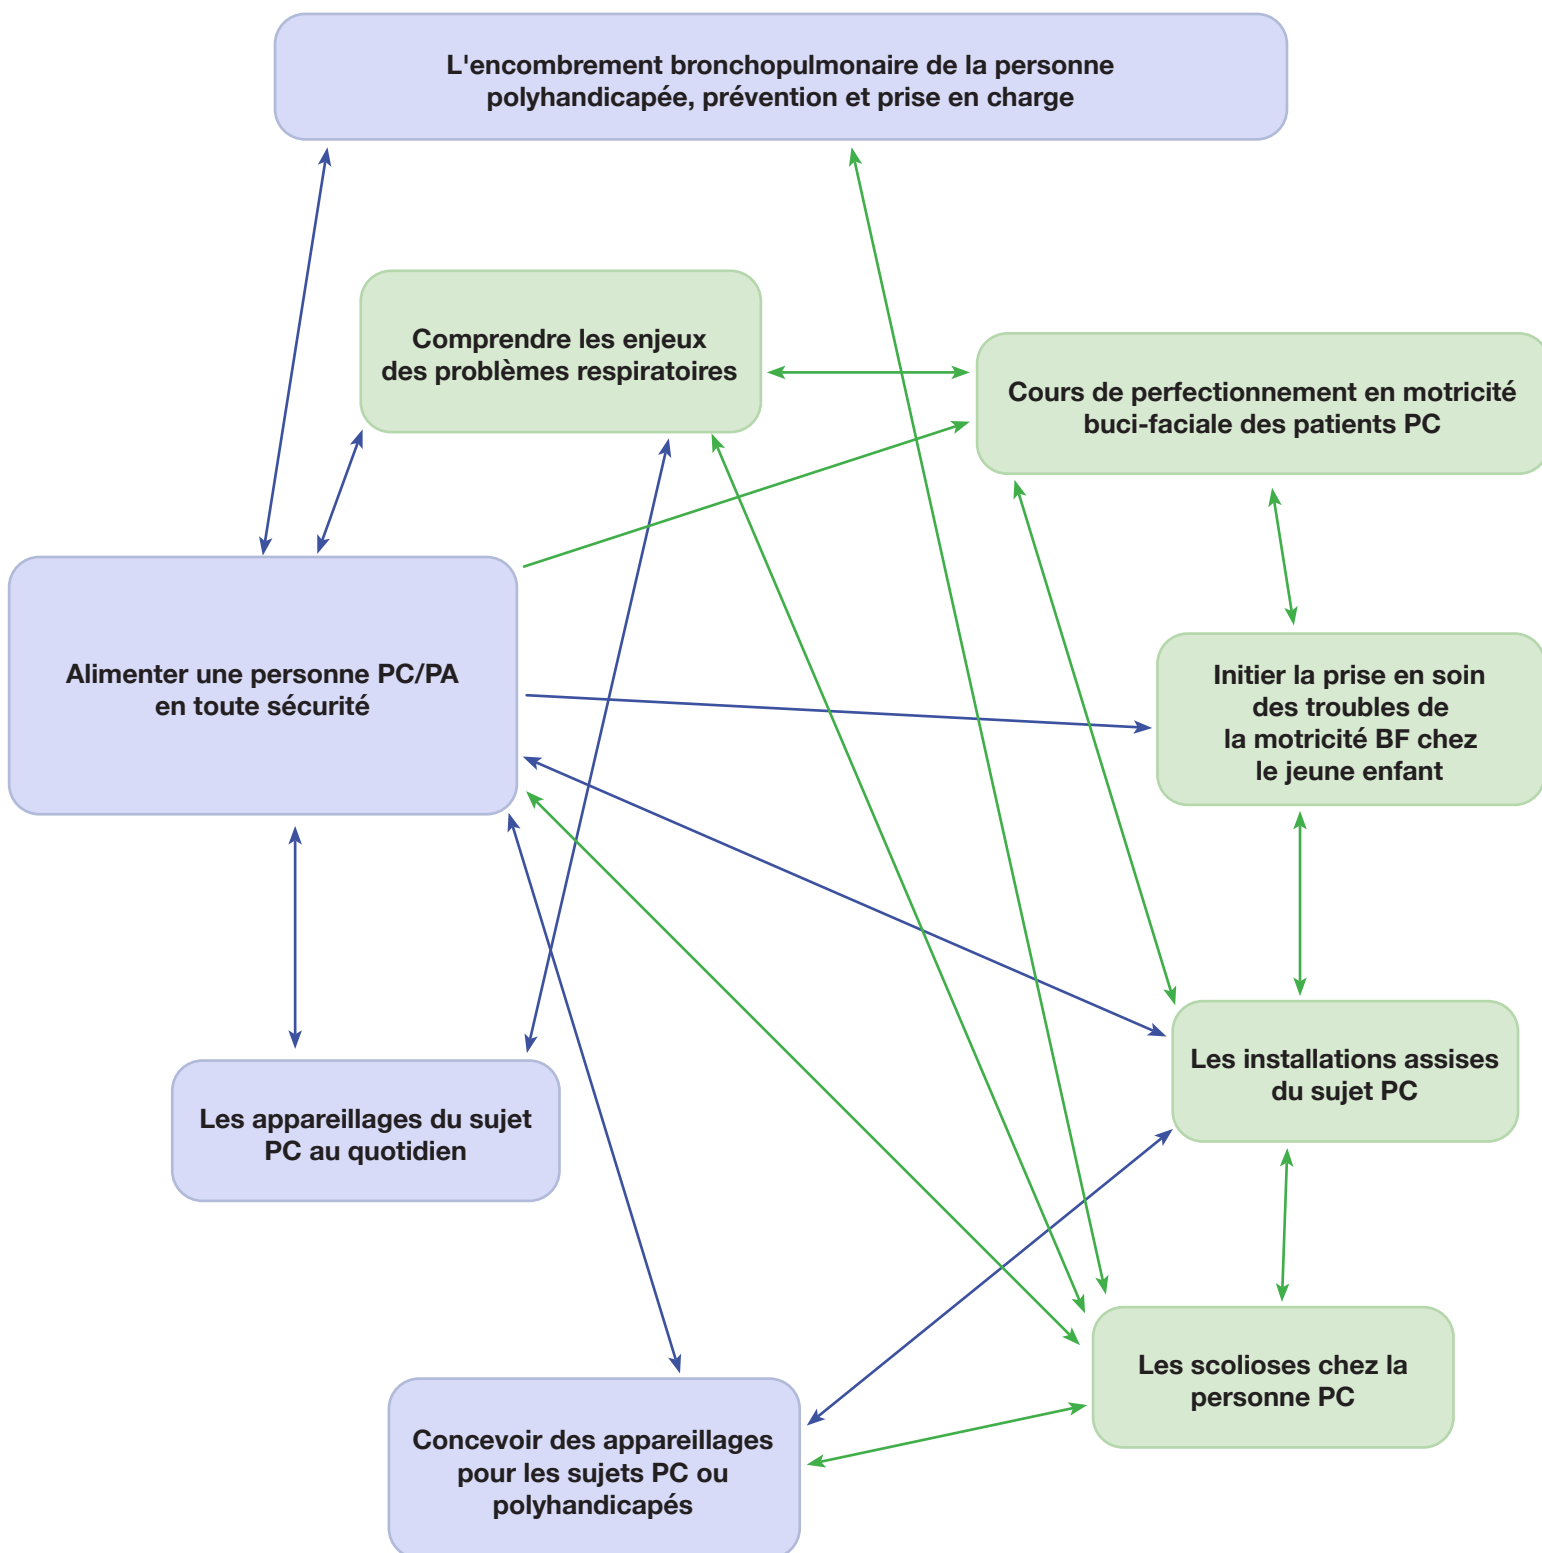 L'encombrement bronchopulmonaire de la personne
polyhandicapée, prévention et prise en charge
Comprendre les enjeux
des problèmes respiratoires
Cours de perfectionnement en motricité
buci-faciale des patients PC
Alimenter une personne PC/PA
en toute sécurité
Initier la prise en soin
des troubles de
la motricité BF chez
le jeune enfant
Les installations assises
du sujet PC
Les appareillages du sujet
PC au quotidien
Les scolioses chez la
personne PC
Concevoir des appareillages
pour les sujets PC ou
polyhandicapés